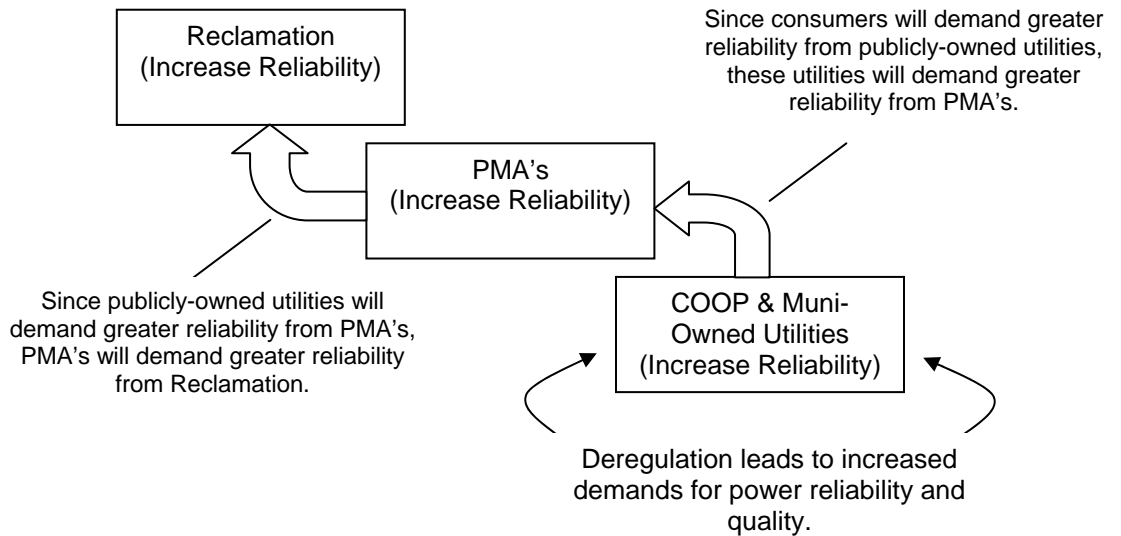 Reclamation
(Increase Reliability)
Since consumers will demand greater
reliability from publicly-owned utilities,
these utilities will demand greater
reliability from PMA's.
PMA's
(Increase Reliability)
Since publicly-owned utilities will
demand greater reliability from PMA's,
PMA's will demand greater reliability
from Reclamation.
COOP & Muni-
Owned Utilities
(Increase Reliability)
Deregulation leads to increased
demands for power reliability and
quality.